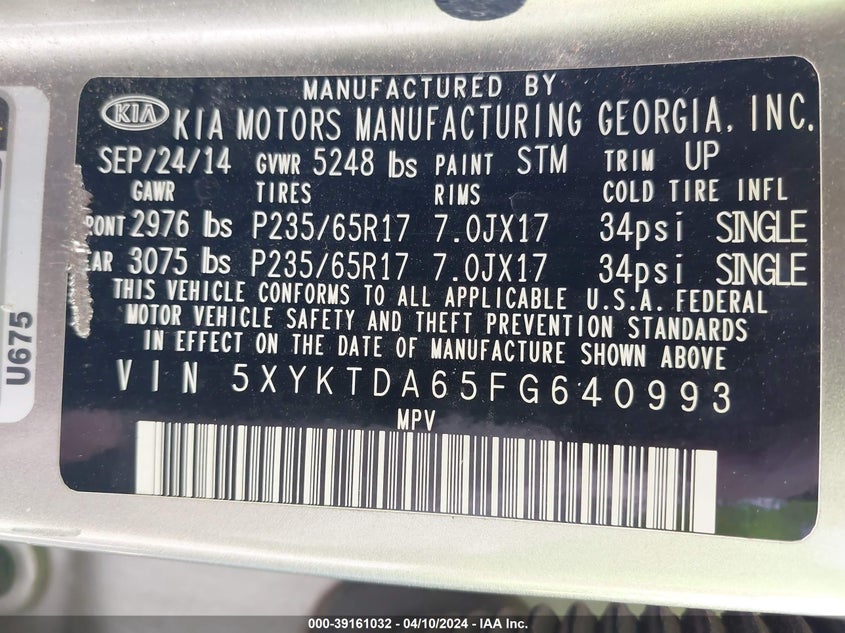 MANUFACTURED BY
KIA KIA MOTORS MANUFACTURING GEORGIA, INC.
SEP/24/14 GVWR 5248 lbs PAINT STM TRIM UP
GAWR TIRES RIMS COLD TIRE INFL
RONT 2976 lbs P235/65R17 7.0JX17 34psi SINGLE
EAR 3075 lbs P235/65R17 7.0JX17 34psi SINGLE
THIS VEHICLE CONFORMS TO ALL APPLICABLE U.S.A. FEDERAL
MOTOR VEHICLE SAFETY AND THEFT PREVENTION STANDARDS
IN EFFECT ON THE DATE OF MANUFACTURE SHOWN ABOVE
VIN 5XYKTDA65FG640993
MPV
U675
000-39161032 - 04/10/2024 - IAA Inc.